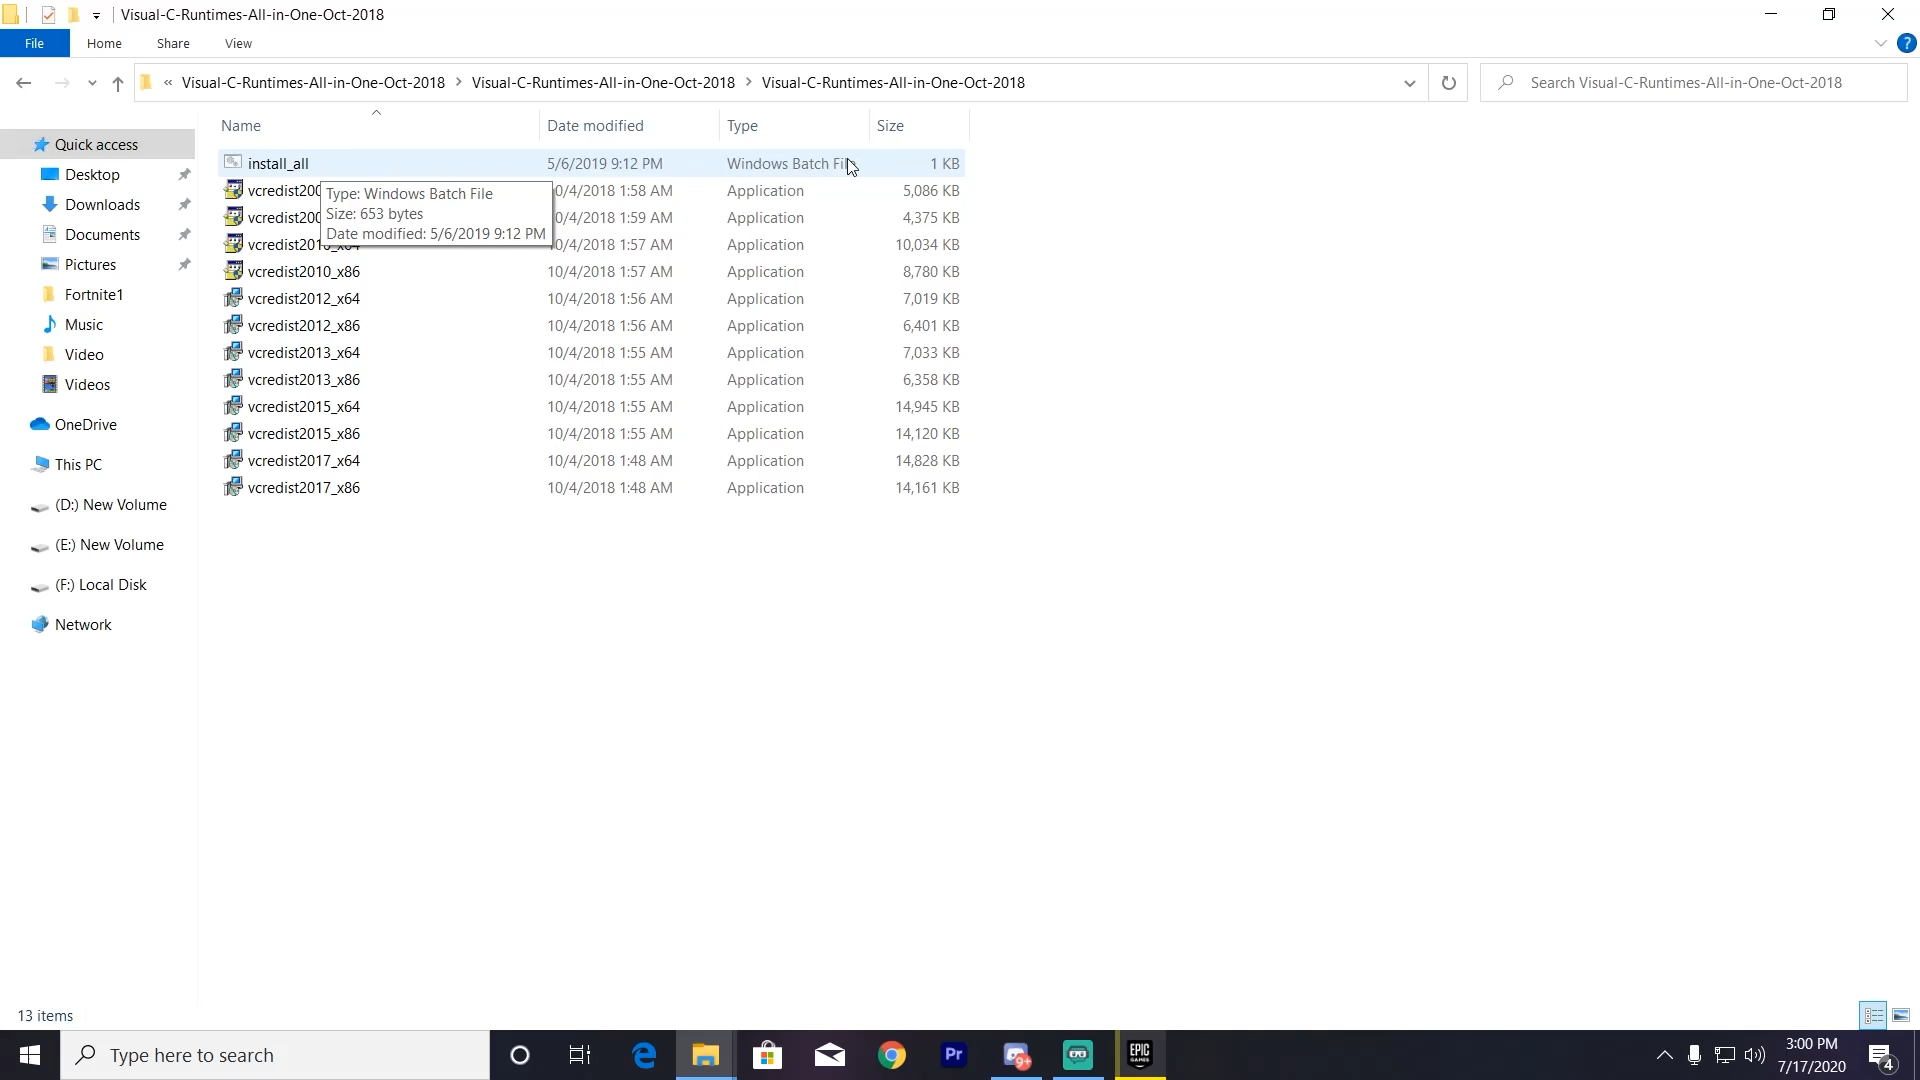 Visual-C-Runtimes-All-in-One-Oct-2018
File Home Share View
« Visual-C-Runtimes-All-in-One-Oct-2018 > Visual-C-Runtimes-All-in-One-Oct-2018 > Visual-C-Runtimes-All-in-One-Oct-2018
Search Visual-C-Runtimes-All-in-One-Oct-2018
Quick access
Desktop
Downloads
Documents
Pictures
Fortnite1
Music
Video
Videos
OneDrive
This PC
(D:) New Volume
(E:) New Volume
(F:) Local Disk
Network
Name Date modified Type Size
install_all 5/6/2019 9:12 PM Windows Batch File 1 KB
vcredist200 0/4/2018 1:58 AM Application 5,086 KB
vcredist200 0/4/2018 1:59 AM Application 4,375 KB
vcredist2010_x64 0/4/2018 1:57 AM Application 10,034 KB
vcredist2010_x86 10/4/2018 1:57 AM Application 8,780 KB
vcredist2012_x64 10/4/2018 1:56 AM Application 7,019 KB
vcredist2012_x86 10/4/2018 1:56 AM Application 6,401 KB
vcredist2013_x64 10/4/2018 1:55 AM Application 7,033 KB
vcredist2013_x86 10/4/2018 1:55 AM Application 6,358 KB
vcredist2015_x64 10/4/2018 1:55 AM Application 14,945 KB
vcredist2015_x86 10/4/2018 1:55 AM Application 14,120 KB
vcredist2017_x64 10/4/2018 1:48 AM Application 14,828 KB
vcredist2017_x86 10/4/2018 1:48 AM Application 14,161 KB
Type: Windows Batch File
Size: 653 bytes
Date modified: 5/6/2019 9:12 PM
13 items
Type here to search
Pr
9+
EPIC
GAMES
3:00 PM
7/17/2020
4